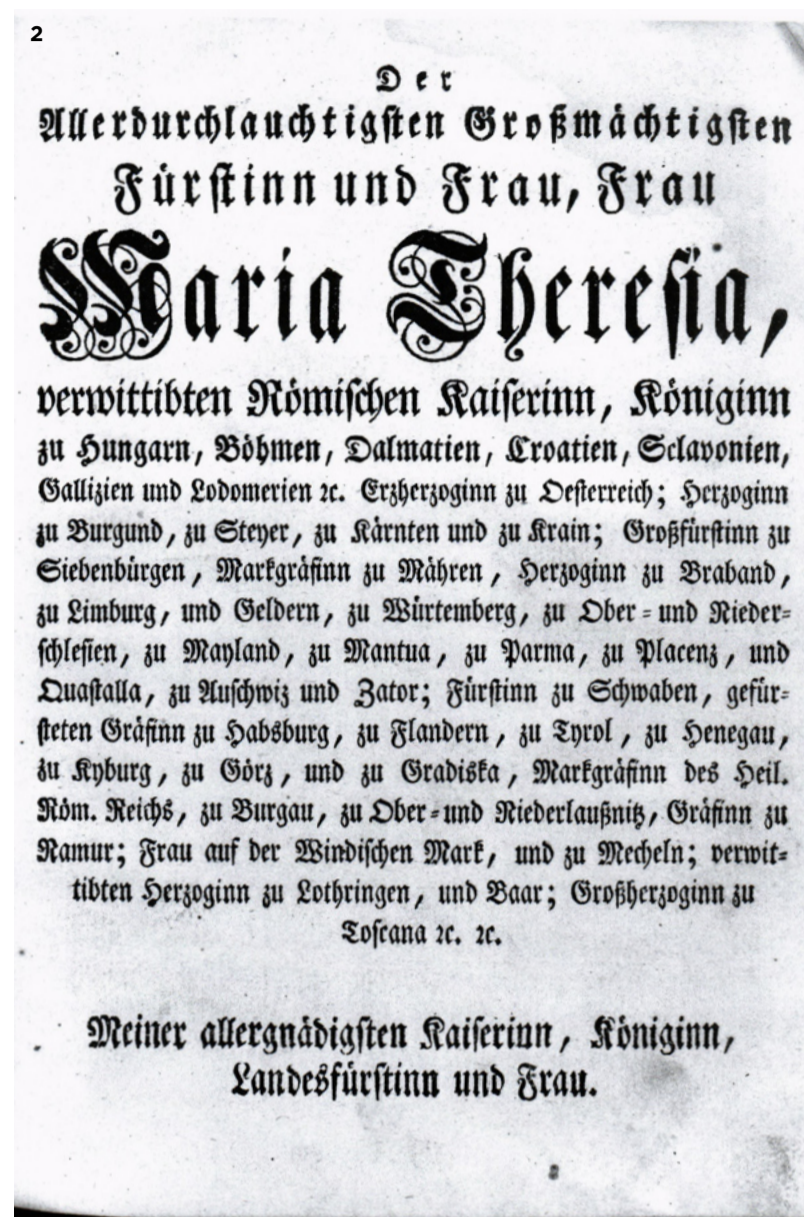 2
Der
Allerdurchlauchtigsten Großmächtigsten
Fürstinn und Frau, Frau
Maria Theresia,
verwittibten Römischen Kaiserinn, Königinn
zu Hungarn, Böhmen, Dalmatien, Croatien, Sclavonien,
Gallizien und Lodomerien ꝛc. Erzherzoginn zu Oesterreich; Herzoginn
zu Burgund, zu Steyer, zu Kärnten und zu Krain; Großfürstinn zu
Siebenbürgen, Markgräfinn zu Mähren, Herzoginn zu Braband,
zu Limburg, und Geldern, zu Würtemberg, zu Ober- und Nieder-
schlesien, zu Mayland, zu Mantua, zu Parma, zu Placenz, und
Quastalla, zu Auschwiz und Zator; Fürstinn zu Schwaben, gefür-
steten Gräfinn zu Habsburg, zu Flandern, zu Tyrol, zu Henegau,
zu Kyburg, zu Görz, und zu Gradiska, Markgräfinn des Heil.
Röm. Reichs, zu Burgau, zu Ober-und Niederlaußnitz, Gräfinn zu
Namur; Frau auf der Windischen Mark, und zu Mecheln; verwit-
tibten Herzoginn zu Lothringen, und Baar; Großherzoginn zu
Toscana ꝛc. ꝛc.
Meiner allergnädigsten Kaiserinn, Königinn,
Landesfürstinn und Frau.